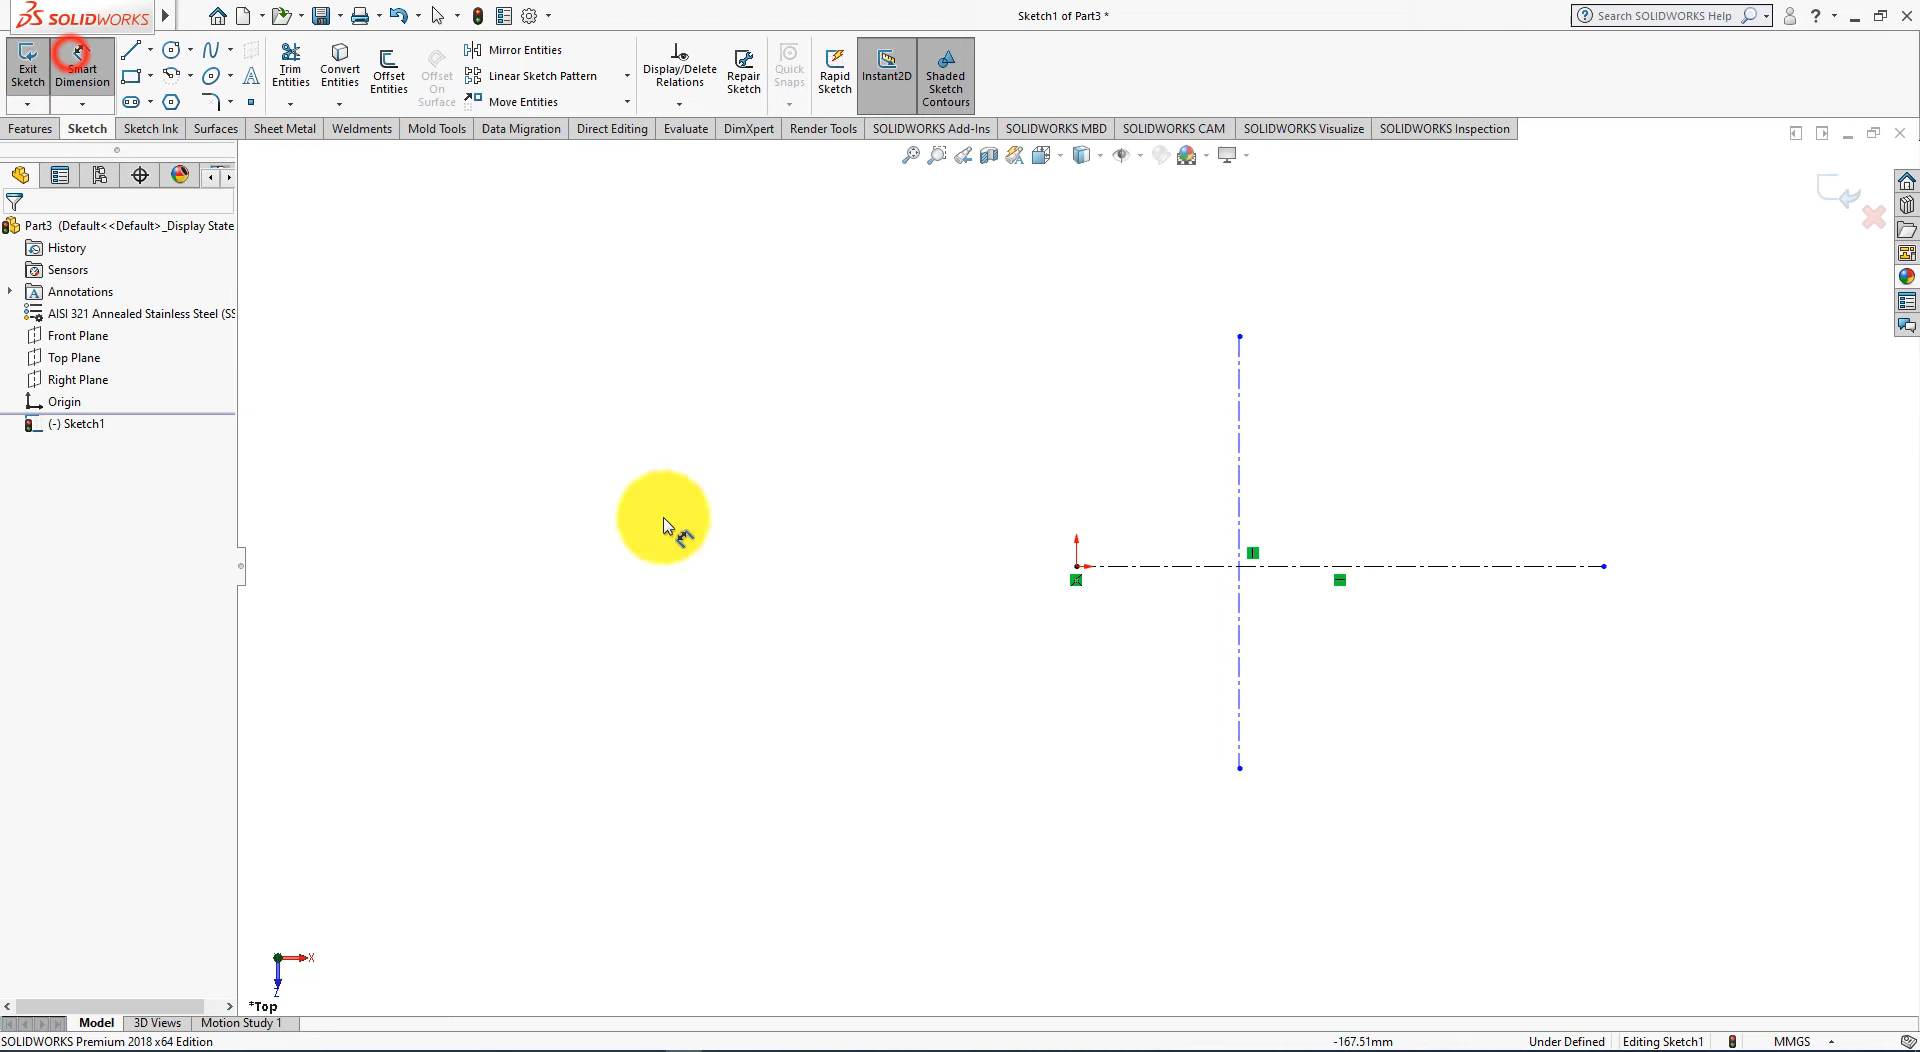 SOLIDWORKS
Sketch1 of Part3 *
Search SOLIDWORKS Help
Exit Sketch
Smart Dimension
Trim Entities
Convert Entities
Offset Entities
Offset On Surface
Mirror Entities
Linear Sketch Pattern
Move Entities
Display/Delete Relations
Repair Sketch
Quick Snaps
Rapid Sketch
Instant2D
Shaded Sketch Contours
Features
Sketch
Sketch Ink
Surfaces
Sheet Metal
Weldments
Mold Tools
Data Migration
Direct Editing
Evaluate
DimXpert
Render Tools
SOLIDWORKS Add-Ins
SOLIDWORKS MBD
SOLIDWORKS CAM
SOLIDWORKS Visualize
SOLIDWORKS Inspection
Part3 (Default<<Default>_Display State
History
Sensors
Annotations
AISI 321 Annealed Stainless Steel (SS
Front Plane
Top Plane
Right Plane
Origin
(-) Sketch1
X
Z
*Top
Model
3D Views
Motion Study 1
SOLIDWORKS Premium 2018 x64 Edition
-167.51mm
Under Defined
Editing Sketch1
MMGS